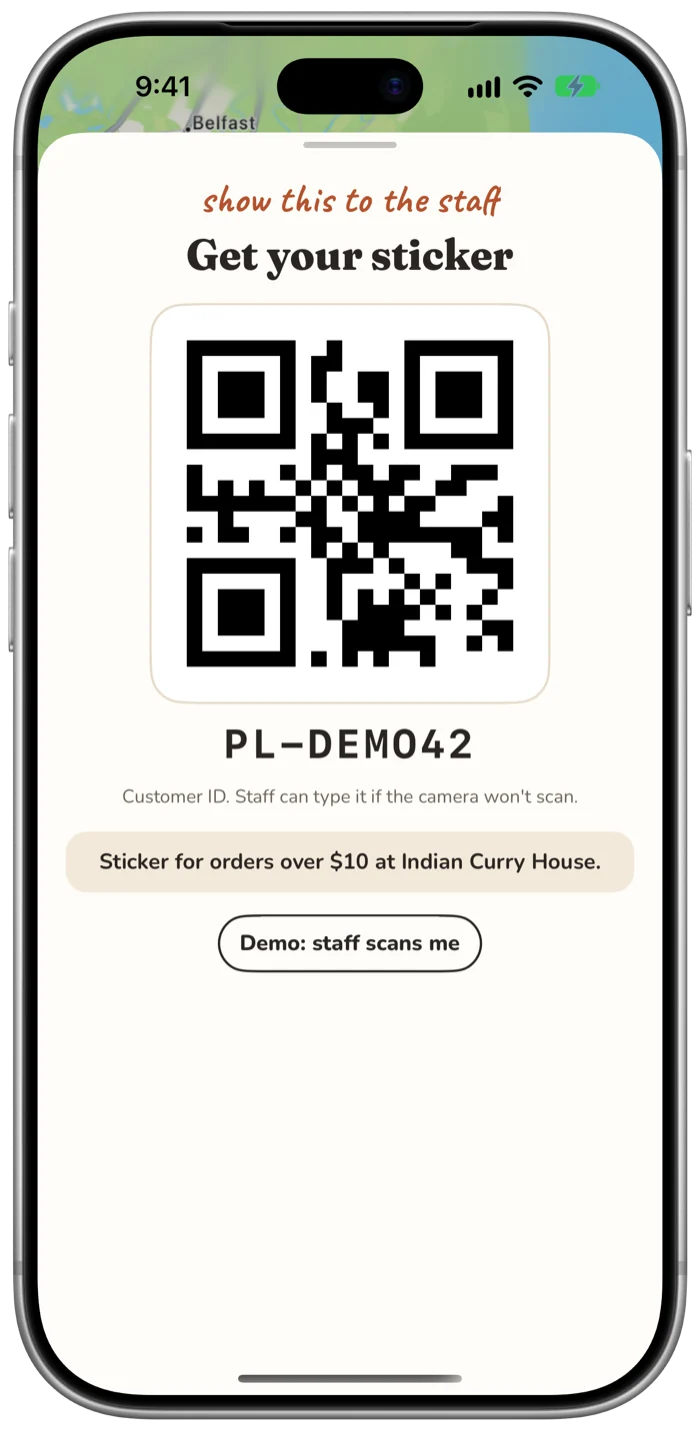 9:41
Belfast
show this to the staff
Get your sticker
PL-DEMO42
Customer ID. Staff can type it if the camera won't scan.
Sticker for orders over $10 at Indian Curry House.
Demo: staff scans me